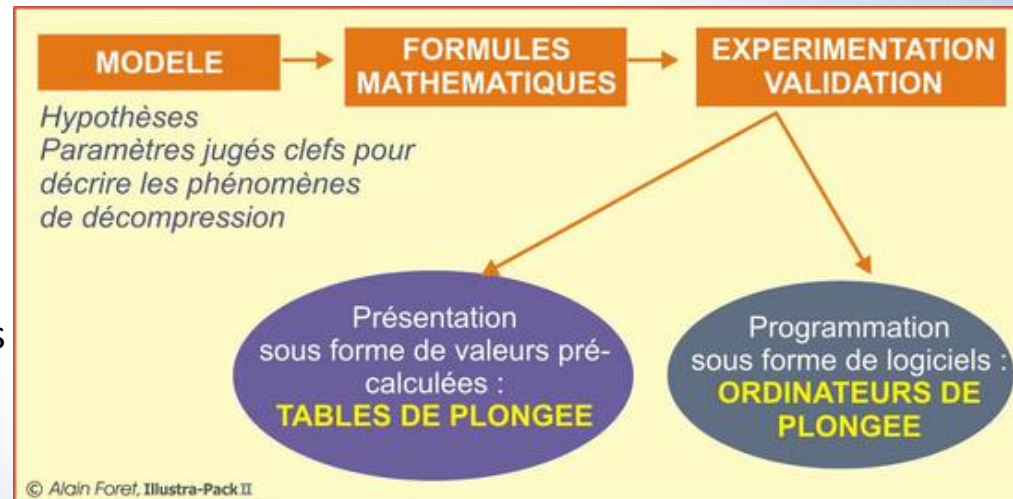 MODELE
FORMULES
MATHEMATIQUES
EXPERIMENTATION
VALIDATION
Hypothèses
Paramètres jugés clefs pour
décrire les phénomènes
de décompression
Présentation
sous forme de valeurs pré-
calculées :
TABLES DE PLONGEE
Programmation
sous forme de logiciels :
ORDINATEURS DE
PLONGEE
s
© Alain Foret, Illustra-Pack II